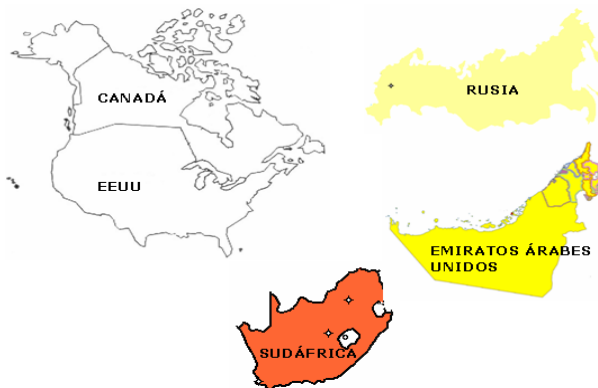 CANADÁ
RUSIA
EEUU
EMIRATOS ÁRABES
UNIDOS
SUDÁFRICA